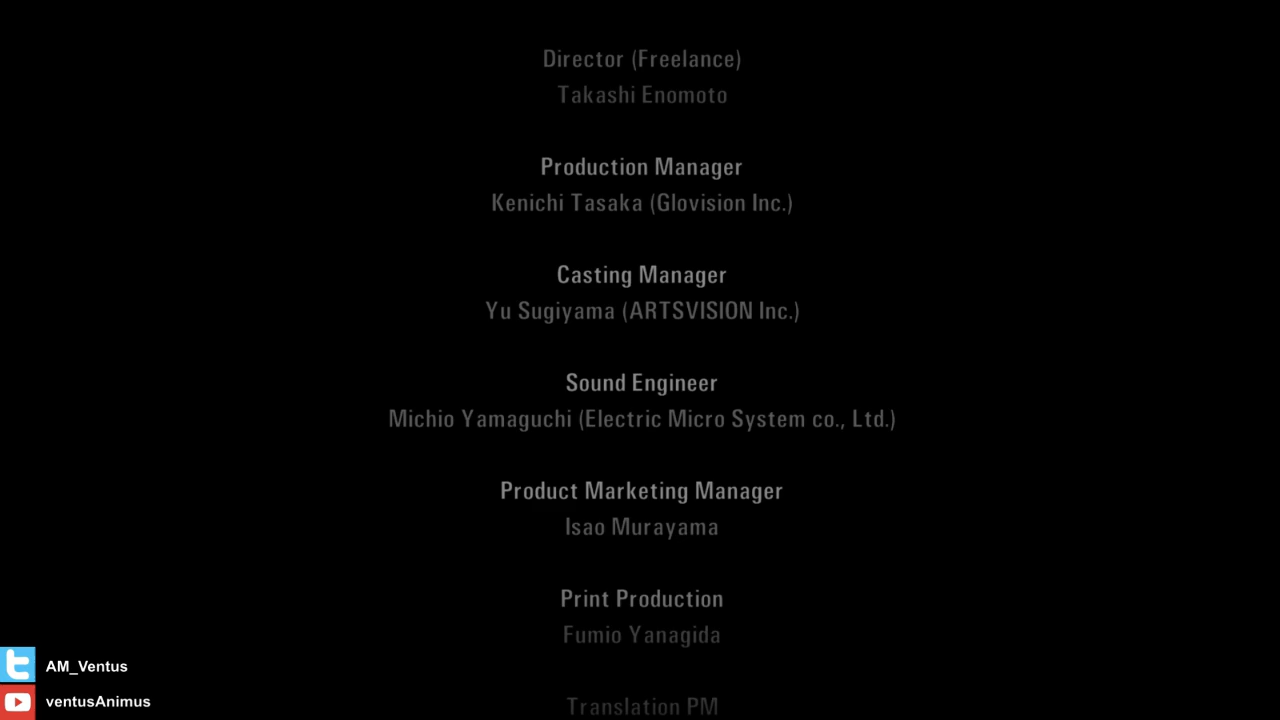 Director (Freelance)
Takashi Enomoto
Production Manager
Kenichi Tasaka (Glovision Inc.)
Casting Manager
Yu Sugiyama (ARTSVISION Inc.)
Sound Engineer
Michio Yamaguchi (Electric Micro System co., Ltd.)
Product Marketing Manager
Isao Murayama
Print Production
Fumio Yanagida
Translation PM
AM_Ventus
ventusAnimus